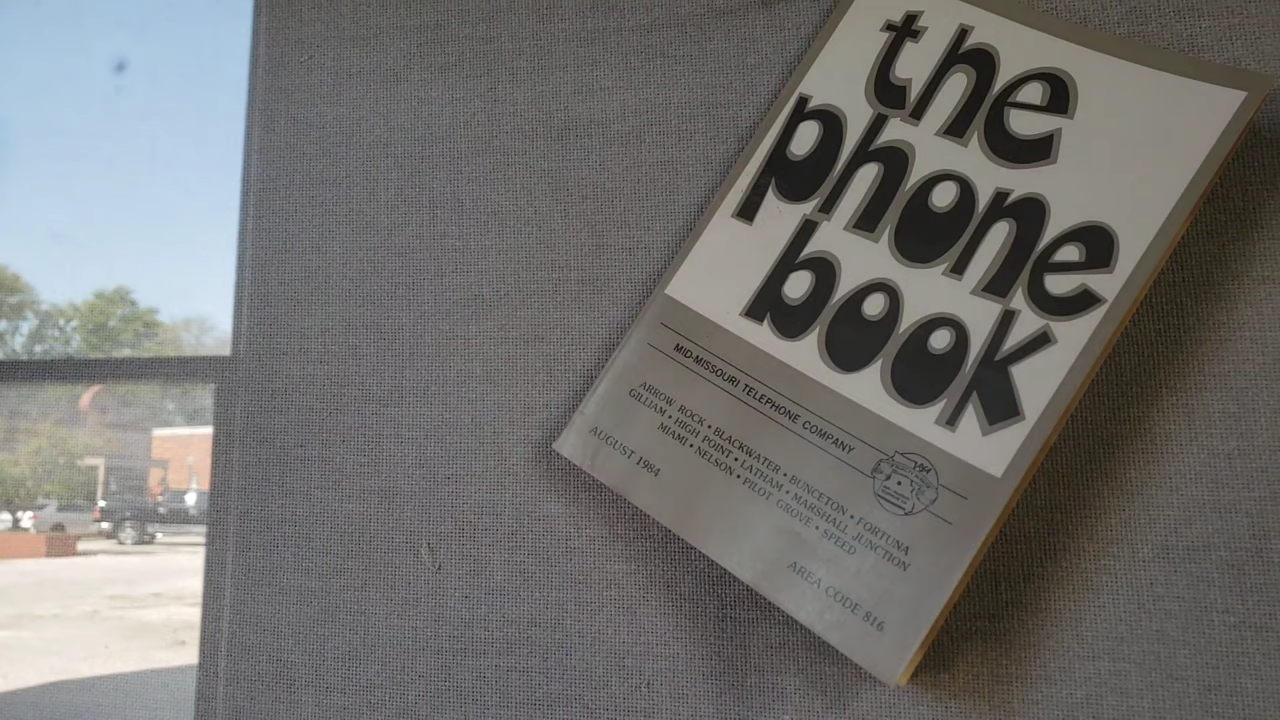 the
phone
book
MID-MISSOURI TELEPHONE COMPANY
ARROW ROCK • BLACKWATER • BUNCETON • FORTUNA
GILLIAM • HIGH POINT • LATHAM • MARSHALL JUNCTION
MIAMI • NELSON • PILOT GROVE • SPEED
AUGUST 1984
AREA CODE 816